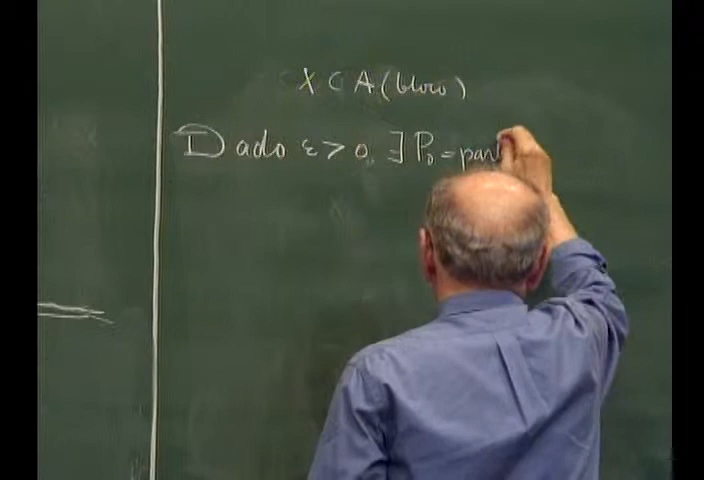 X ⊂ A (bloco)
Dado ε > 0, ∃ P₀ = part